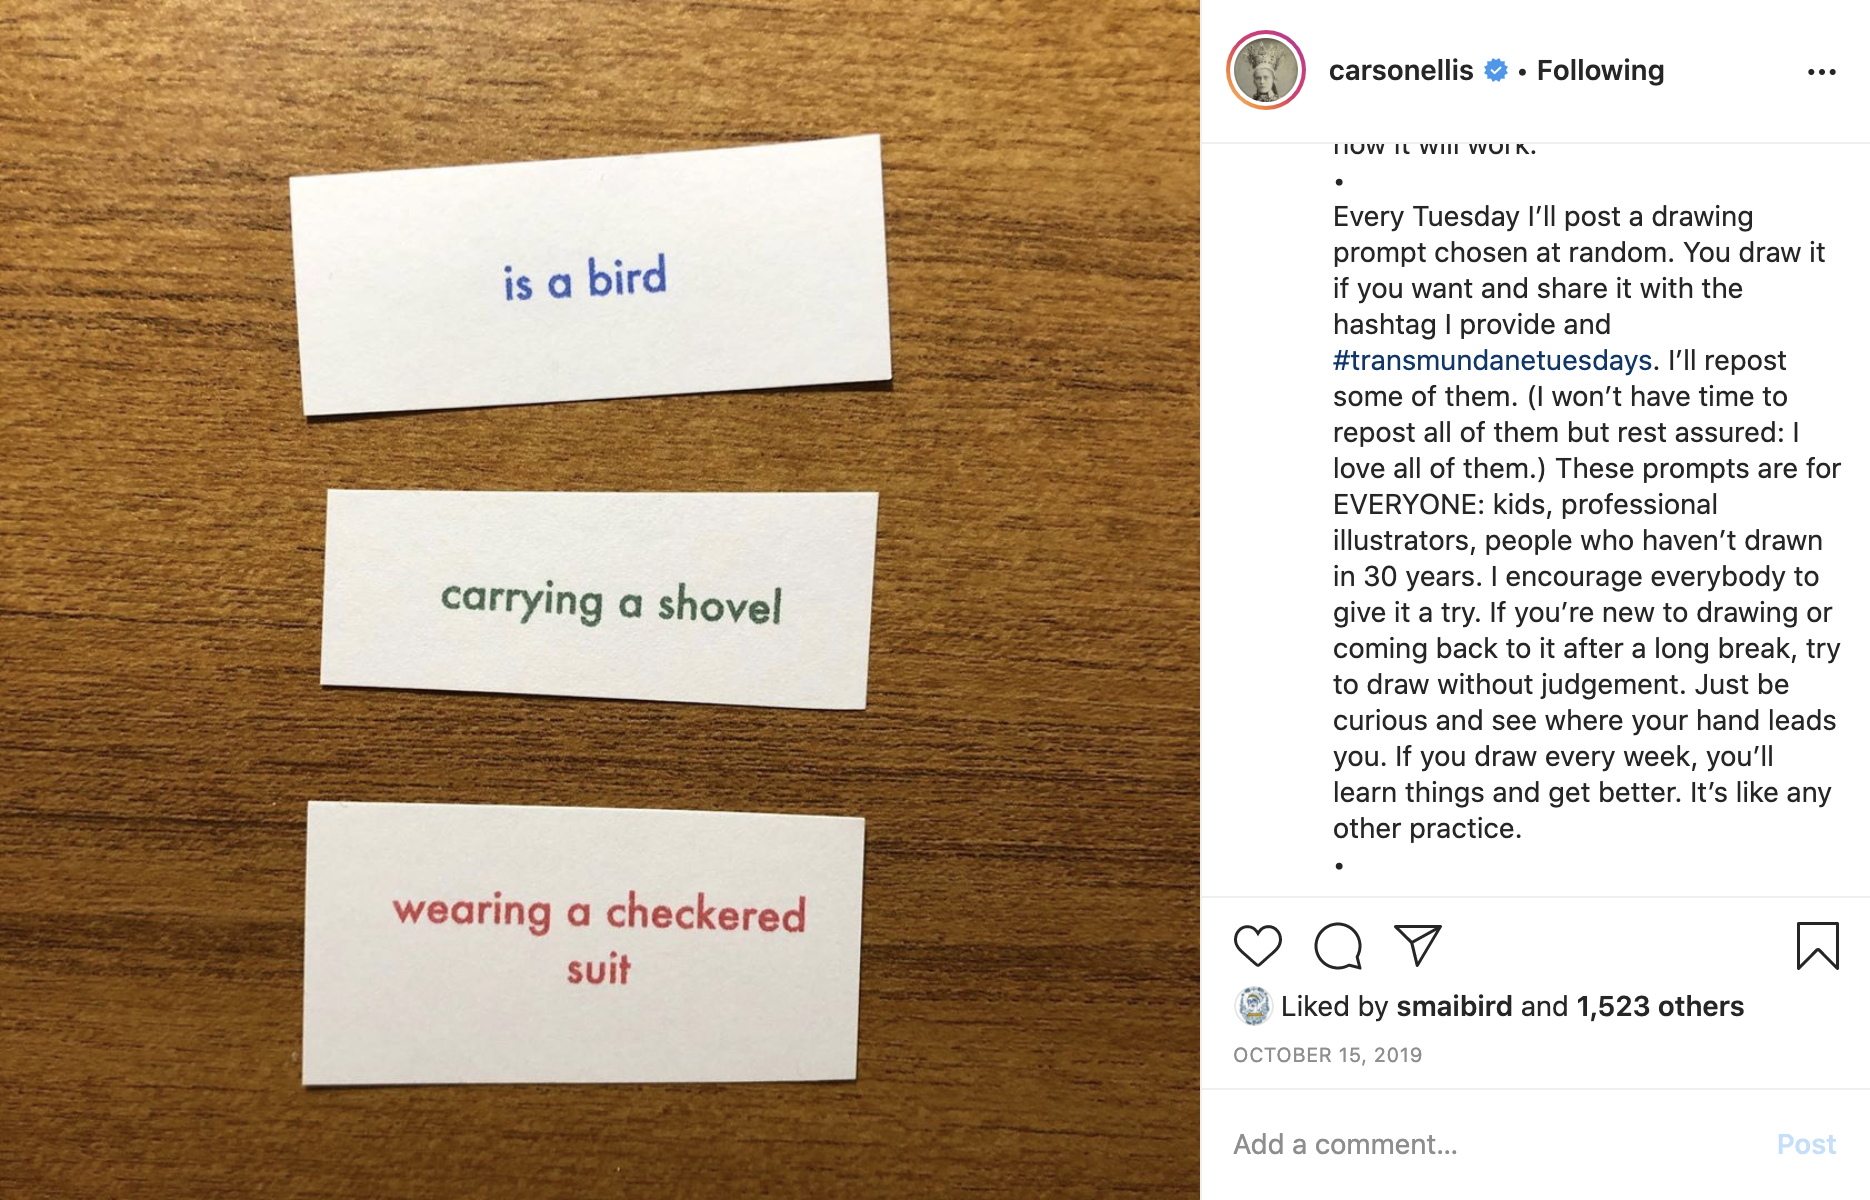 is a bird
carrying a shovel
wearing a checkered
suit
carsonellis • Following
how it will work.
•
Every Tuesday I’ll post a drawing
prompt chosen at random. You draw it
if you want and share it with the
hashtag I provide and
#transmundanetuesdays. I’ll repost
some of them. (I won’t have time to
repost all of them but rest assured: I
love all of them.) These prompts are for
EVERYONE: kids, professional
illustrators, people who haven’t drawn
in 30 years. I encourage everybody to
give it a try. If you’re new to drawing or
coming back to it after a long break, try
to draw without judgement. Just be
curious and see where your hand leads
you. If you draw every week, you’ll
learn things and get better. It’s like any
other practice.
•
Liked by smaibird and 1,523 others
OCTOBER 15, 2019
Add a comment...
Post